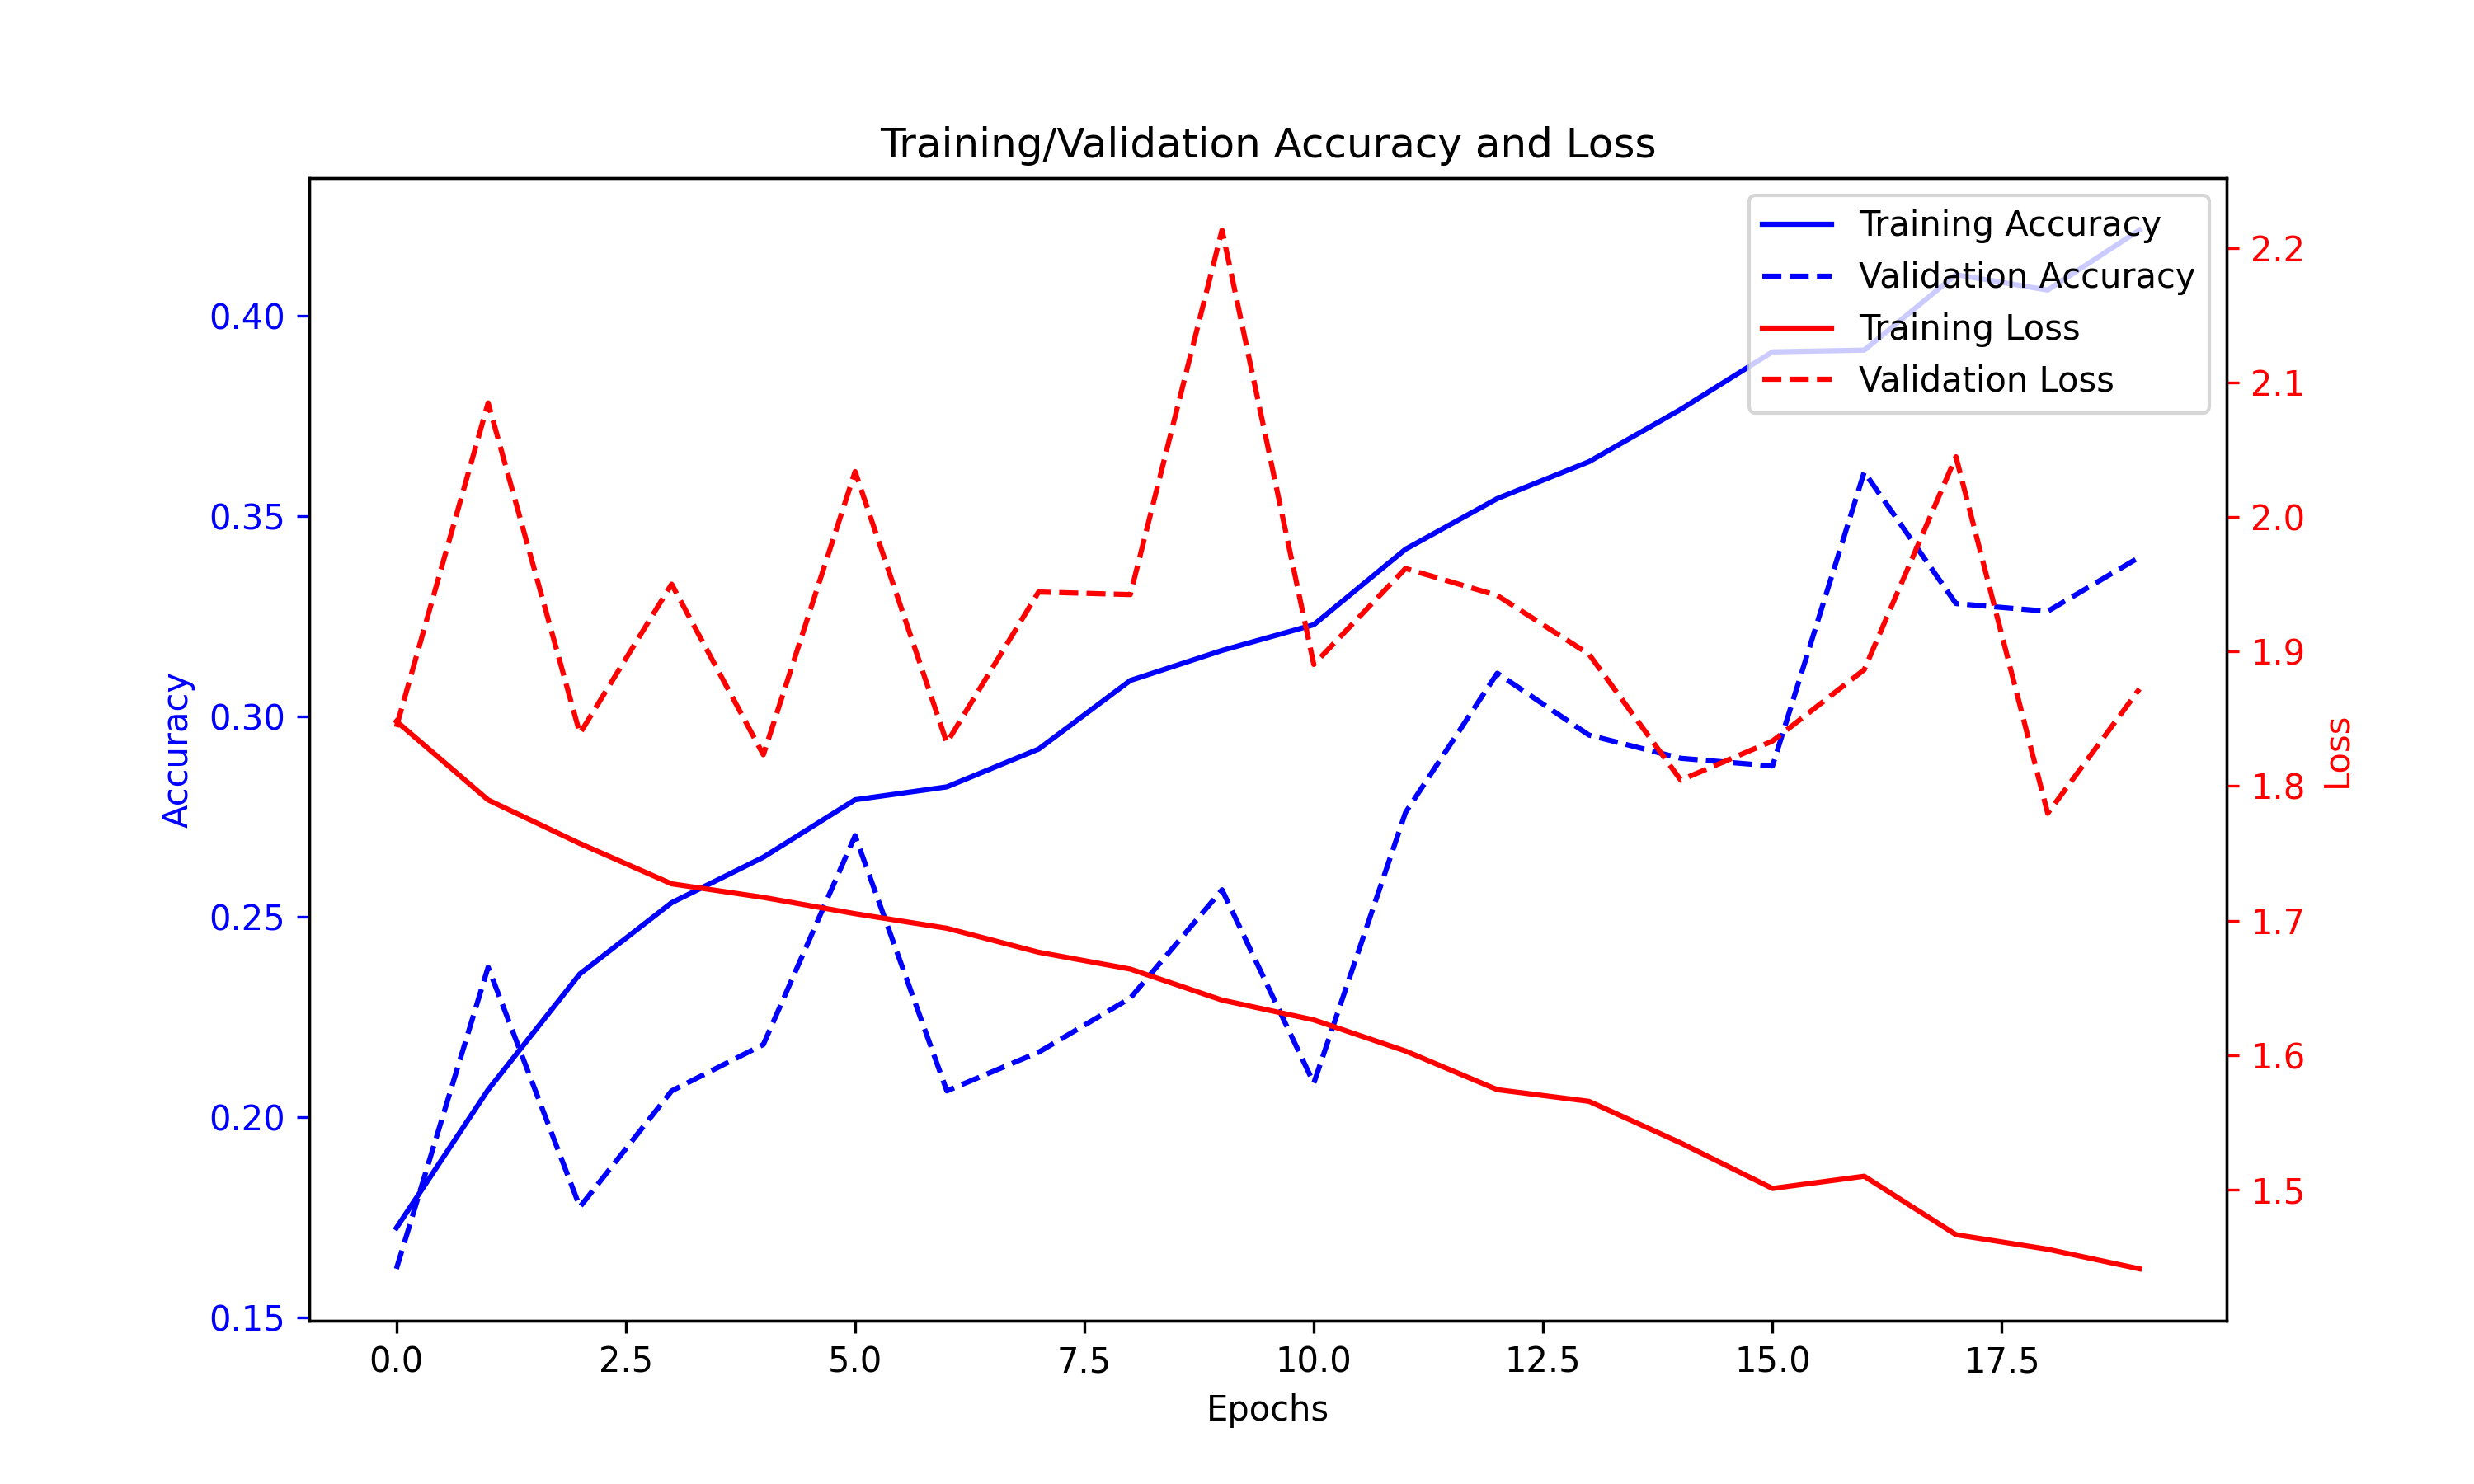 Training/Validation Accuracy and Loss
Training Accuracy
Validation Accuracy
Training Loss
Validation Loss
Accuracy
0.40
0.35
0.30
0.25
0.20
0.15
2.2
2.1
2.0
1.9
1.8
1.7
1.6
1.5
Loss
0.0 2.5 5.0 7.5 10.0 12.5 15.0 17.5
Epochs